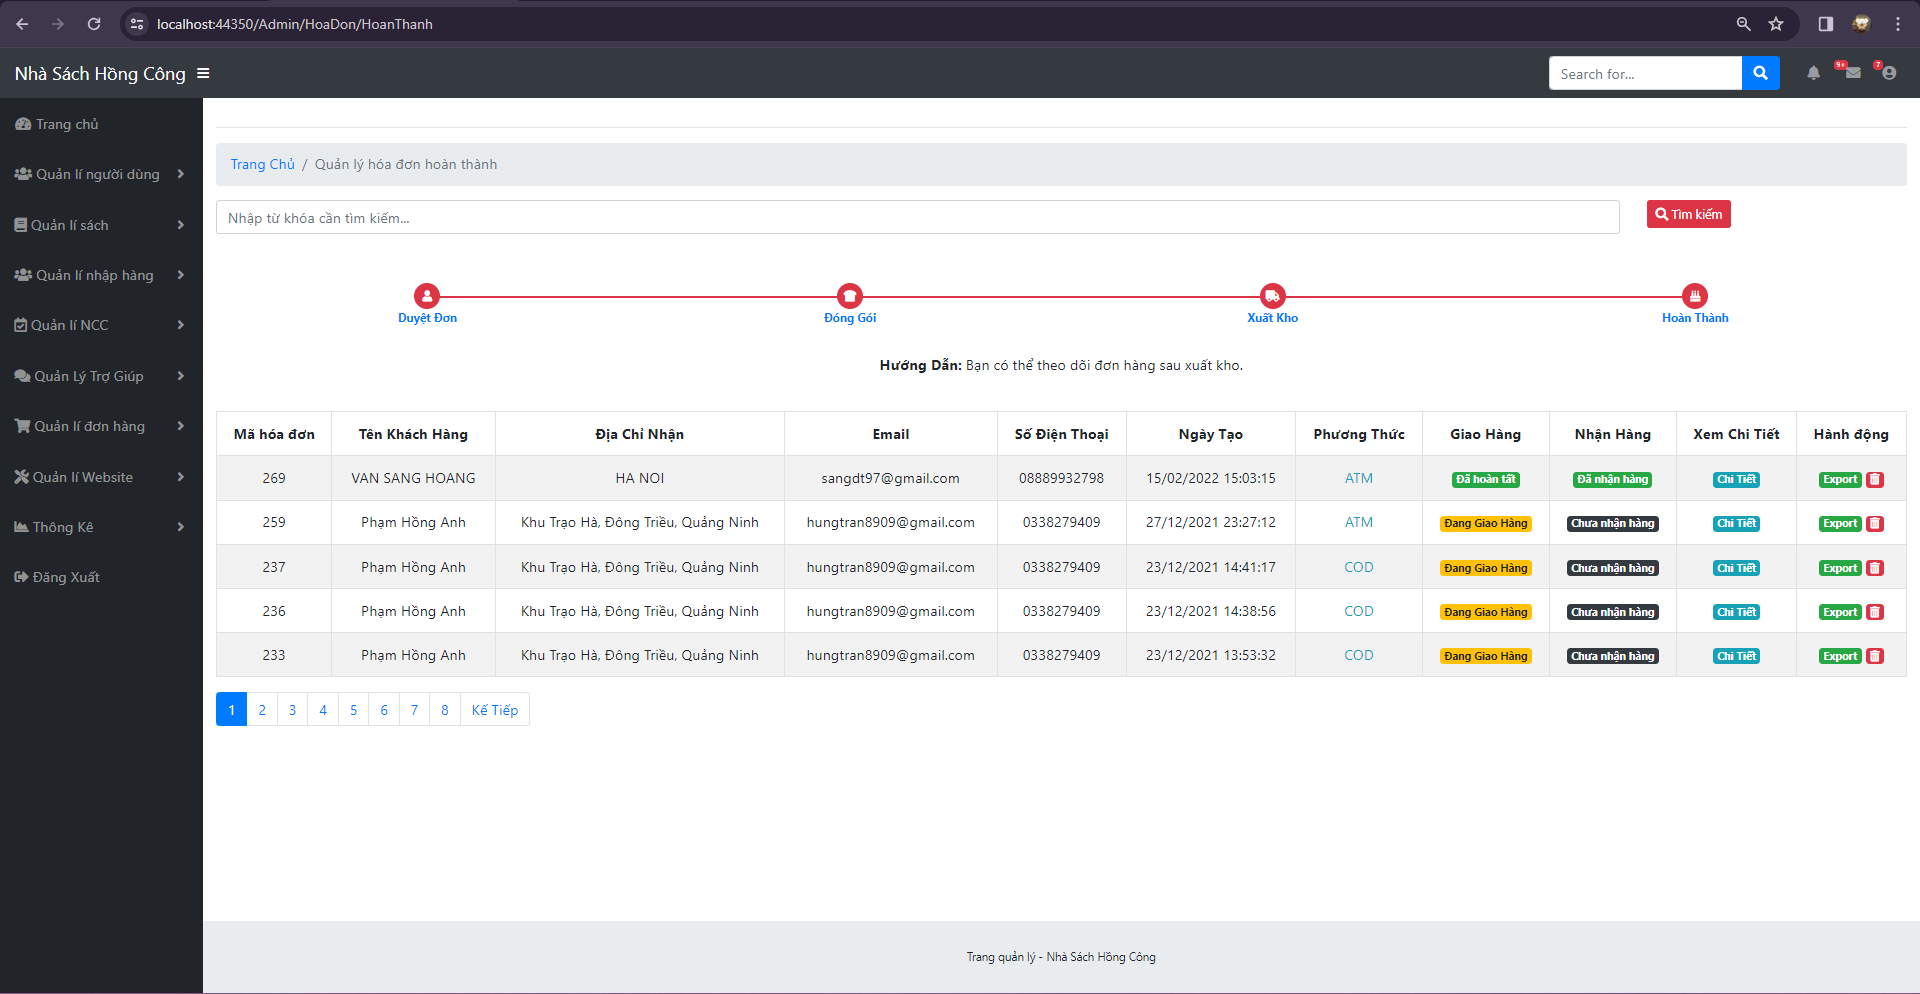 localhost:44350/Admin/HoaDon/HoanThanh
Nhà Sách Hồng Công
Search for...
9+
7
Trang chủ
Quản lí người dùng
Quản lí sách
Quản lí nhập hàng
Quản lí NCC
Quản Lý Trợ Giúp
Quản lí đơn hàng
Quản lí Website
Thông Kê
Đăng Xuất
Trang Chủ / Quản lý hóa đơn hoàn thành
Nhập từ khóa cần tìm kiếm...
Tìm kiếm
Duyệt Đơn Đóng Gói Xuất Kho Hoàn Thành
Hướng Dẫn: Bạn có thể theo dõi đơn hàng sau xuất kho.
Mã hóa đơn Tên Khách Hàng Địa Chỉ Nhận Email Số Điện Thoại Ngày Tạo Phương Thức Giao Hàng Nhận Hàng Xem Chi Tiết Hành động
269 VAN SANG HOANG HA NOI sangdt97@gmail.com 08889932798 15/02/2022 15:03:15 ATM Đã hoàn tất Đã nhận hàng Chi Tiết Export
259 Phạm Hồng Anh Khu Trạo Hà, Đông Triều, Quảng Ninh hungtran8909@gmail.com 0338279409 27/12/2021 23:27:12 ATM Đang Giao Hàng Chưa nhận hàng Chi Tiết Export
237 Phạm Hồng Anh Khu Trạo Hà, Đông Triều, Quảng Ninh hungtran8909@gmail.com 0338279409 23/12/2021 14:41:17 COD Đang Giao Hàng Chưa nhận hàng Chi Tiết Export
236 Phạm Hồng Anh Khu Trạo Hà, Đông Triều, Quảng Ninh hungtran8909@gmail.com 0338279409 23/12/2021 14:38:56 COD Đang Giao Hàng Chưa nhận hàng Chi Tiết Export
233 Phạm Hồng Anh Khu Trạo Hà, Đông Triều, Quảng Ninh hungtran8909@gmail.com 0338279409 23/12/2021 13:53:32 COD Đang Giao Hàng Chưa nhận hàng Chi Tiết Export
1 2 3 4 5 6 7 8 Kế Tiếp
Trang quản lý - Nhà Sách Hồng Công